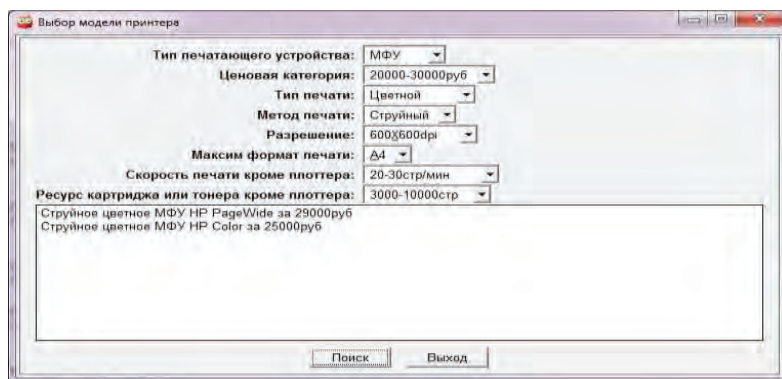 Выбор модели принтера
Тип печатающего устройства: МФУ
Ценовая категория: 20000-30000руб
Тип печати: Цветной
Метод печати: Струйный
Разрешение: 600X600dpi
Максим формат печати: A4
Скорость печати кроме плоттера: 20-30стр/мин
Ресурс картриджа или тонера кроме плоттера: 3000-10000стр
Струйное цветное МФУ HP PageWide за 29000руб
Струйное цветное МФУ HP Color за 25000руб
Поиск Выход